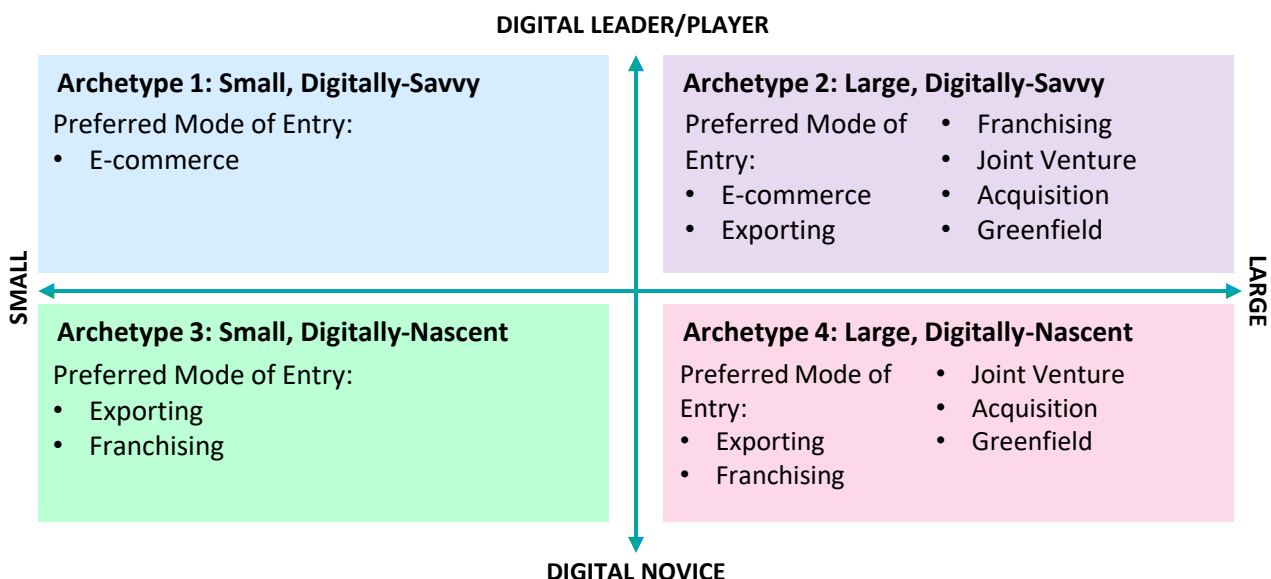 DIGITAL LEADER/PLAYER
Archetype 1: Small, Digitally-Savvy
Preferred Mode of Entry:
• E-commerce
Archetype 2: Large, Digitally-Savvy
Preferred Mode of
Entry:
• E-commerce
• Exporting
• Franchising
• Joint Venture
• Acquisition
• Greenfield
SMALL
LARGE
Archetype 3: Small, Digitally-Nascent
Preferred Mode of Entry:
• Exporting
• Franchising
Archetype 4: Large, Digitally-Nascent
Preferred Mode of
Entry:
• Exporting
• Franchising
• Joint Venture
• Acquisition
• Greenfield
DIGITAL NOVICE